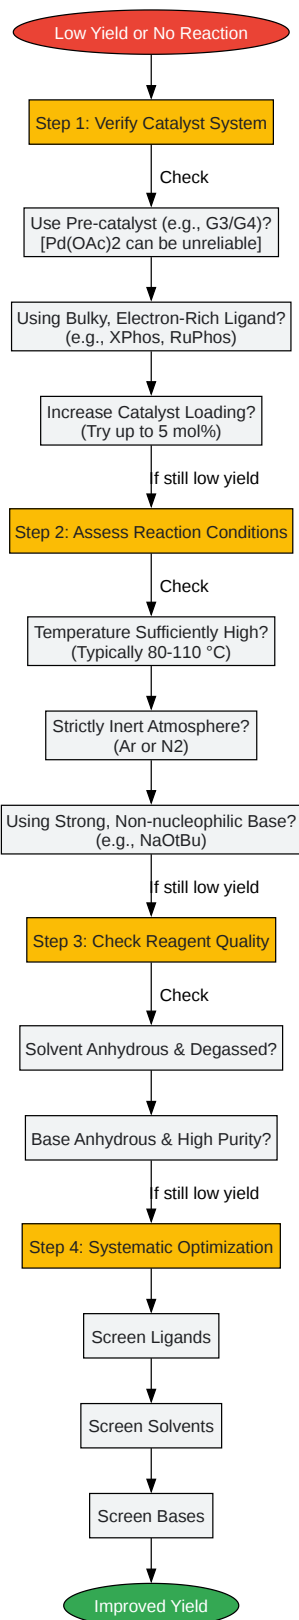 Low Yield or No Reaction
Step 1: Verify Catalyst System
Check
Use Pre-catalyst (e.g., G3/G4)?
[Pd(OAc)2 can be unreliable]
Using Bulky, Electron-Rich Ligand?
(e.g., XPhos, RuPhos)
Increase Catalyst Loading?
(Try up to 5 mol%)
If still low yield
Step 2: Assess Reaction Conditions
Check
Temperature Sufficiently High?
(Typically 80-110 °C)
Strictly Inert Atmosphere?
(Ar or N2)
Using Strong, Non-nucleophilic Base?
(e.g., NaOtBu)
If still low yield
Step 3: Check Reagent Quality
Check
Solvent Anhydrous & Degassed?
Base Anhydrous & High Purity?
If still low yield
Step 4: Systematic Optimization
Screen Ligands
Screen Solvents
Screen Bases
Improved Yield